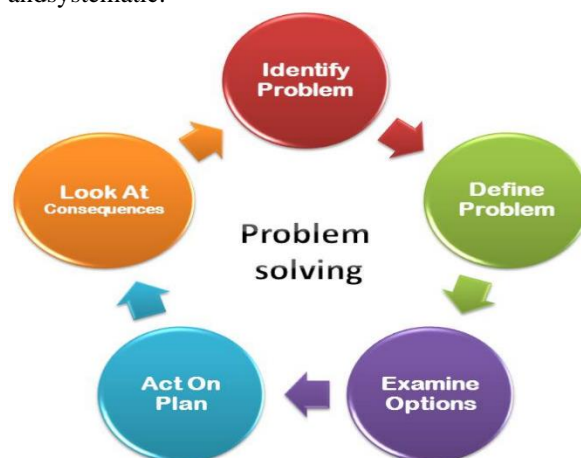 andsystematic.
Identify
Problem
Define
Problem
Examine
Options
Act On
Plan
Look At
Consequences
Problem
solving